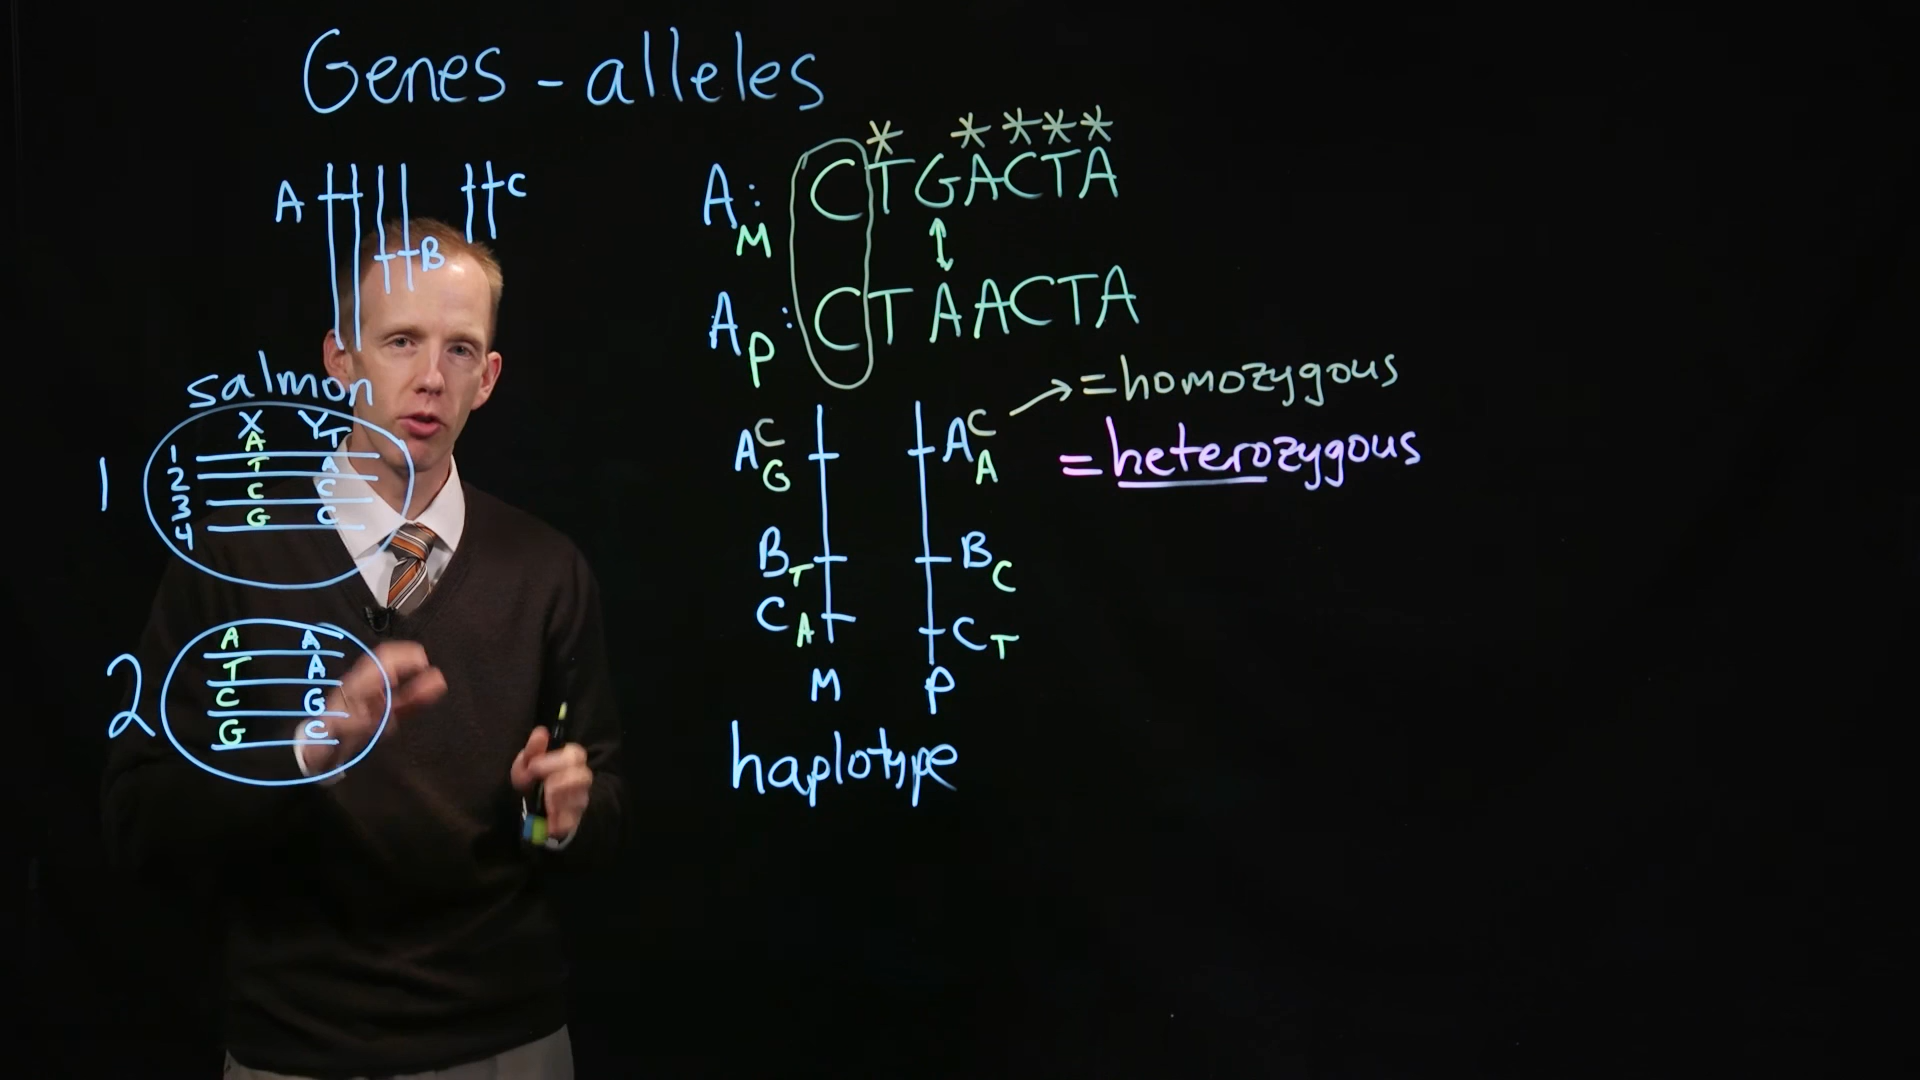 Genes - alleles
* * * * *
A C
B
A: M CTGACTA
A P: CTAACTA
salmon
X Y
1
1 A T
2 T A
3 C C
4 G C
2
A A
T A
C G
G C
A C G A C A
= homozygous
= heterozygous
B T B C
C A C T
M P
haplotype